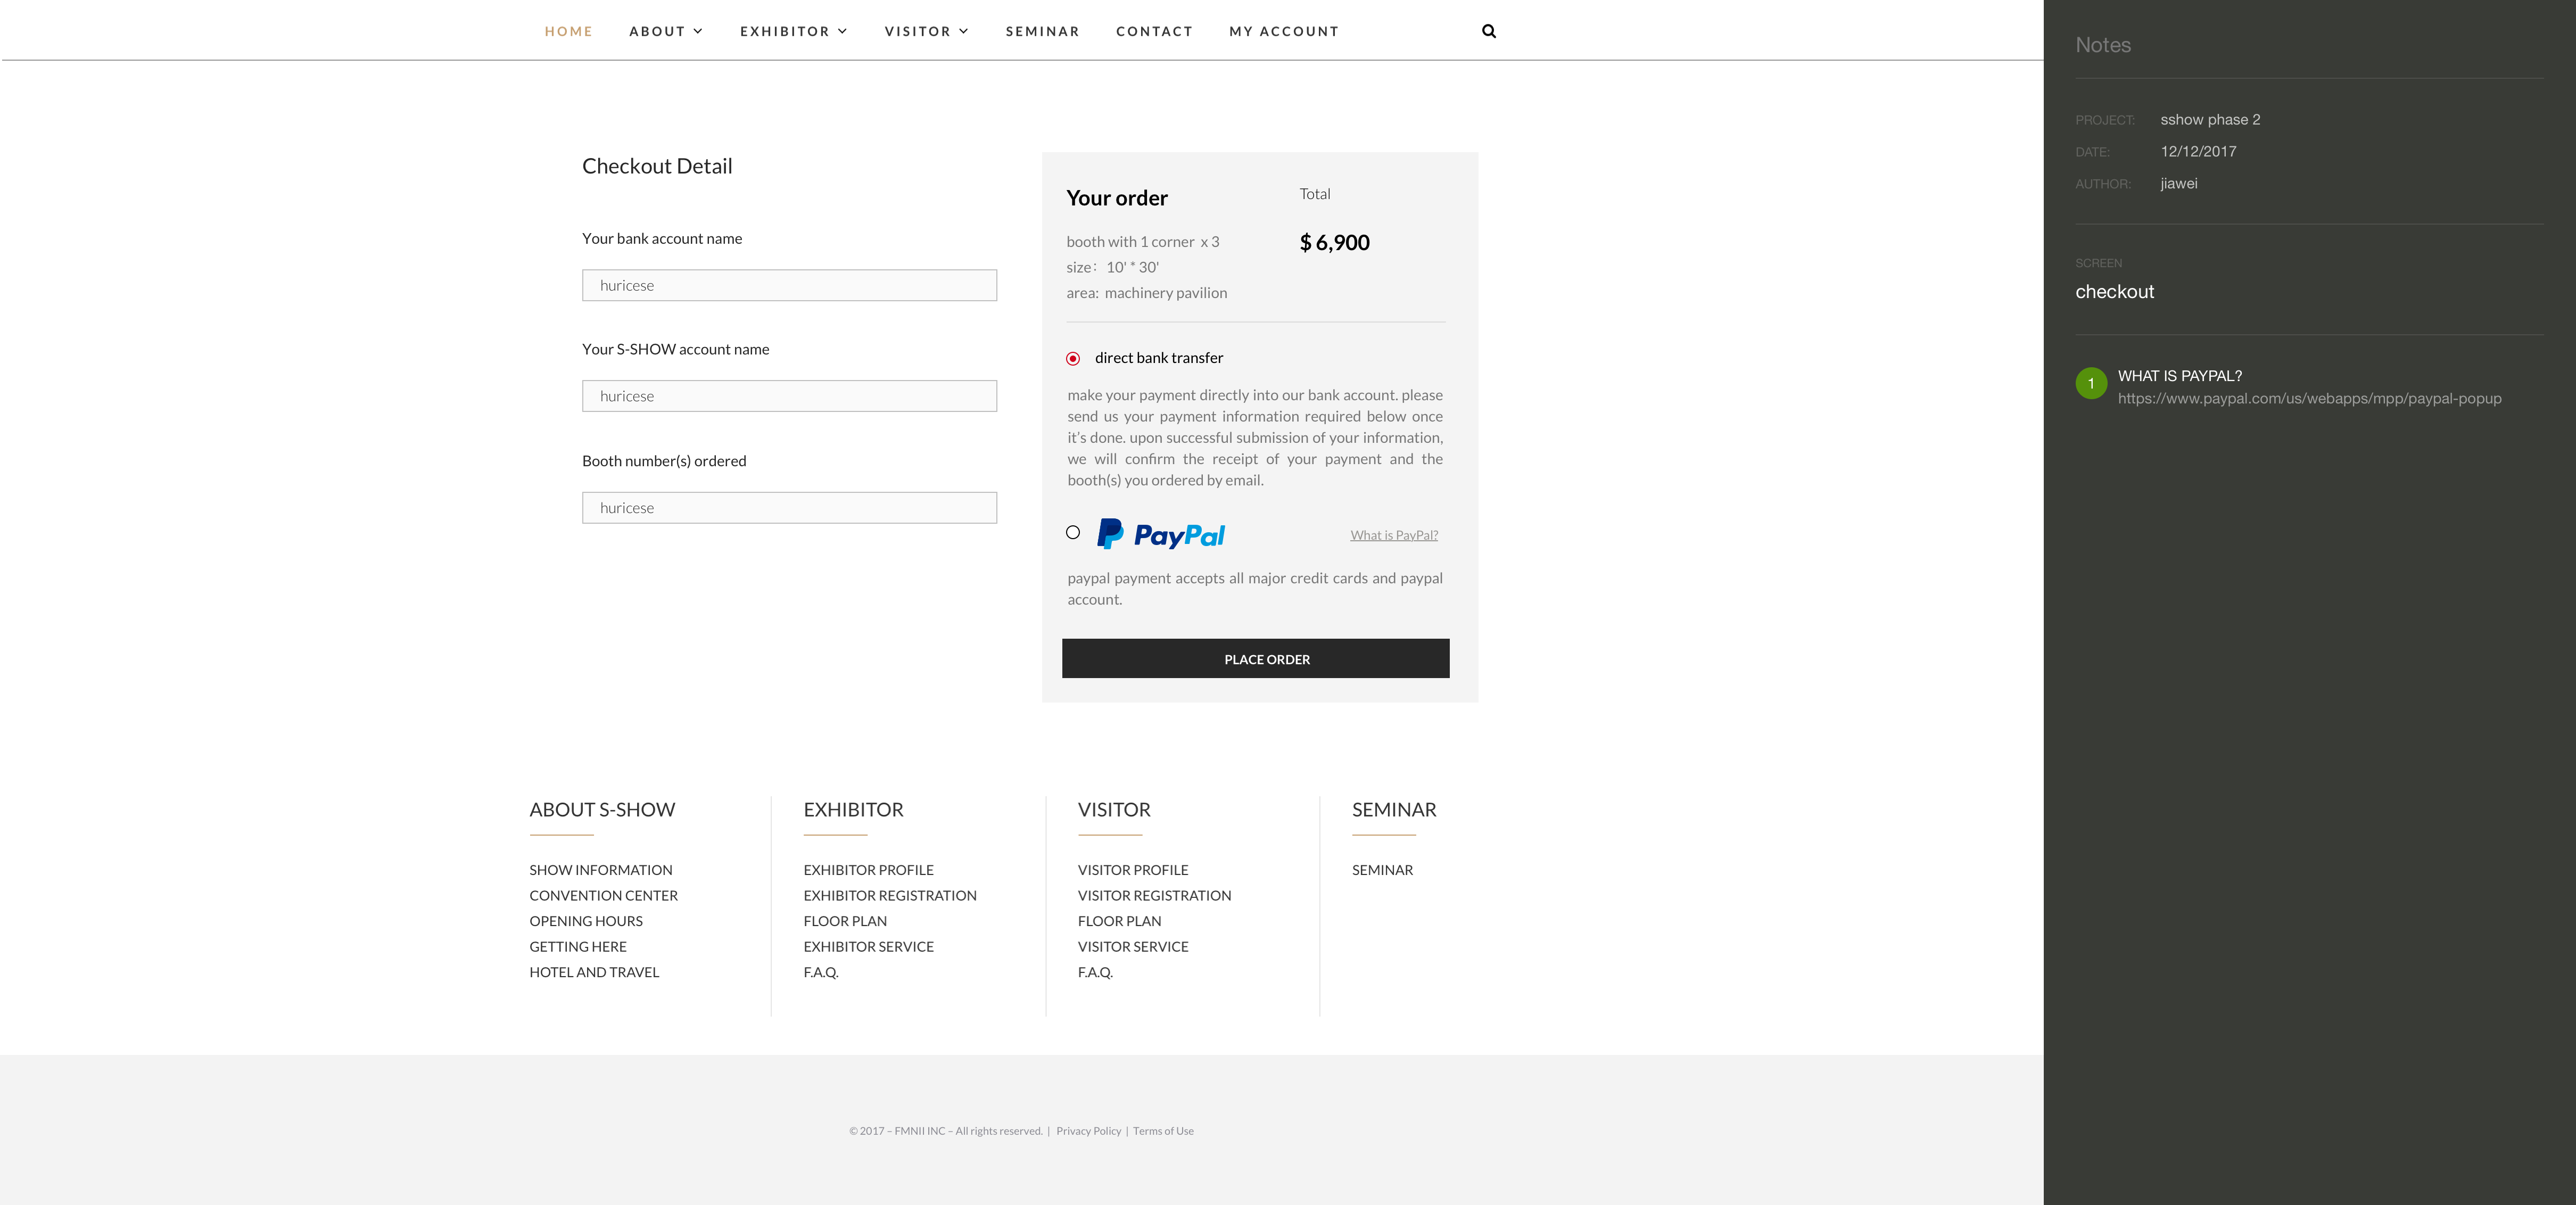 HOME ABOUT EXHIBITOR VISITOR SEMINAR CONTACT MY ACCOUNT
Checkout Detail
Your bank account name
huricese
Your S-SHOW account name
huricese
Booth number(s) ordered
huricese
Your order Total
booth with 1 corner x 3 $ 6,900
size： 10' * 30'
area: machinery pavilion
direct bank transfer
make your payment directly into our bank account. please
send us your payment information required below once
it's done. upon successful submission of your information,
we will confirm the receipt of your payment and the
booth(s) you ordered by email.
PayPal What is PayPal?
paypal payment accepts all major credit cards and paypal
account.
PLACE ORDER
ABOUT S-SHOW
SHOW INFORMATION
CONVENTION CENTER
OPENING HOURS
GETTING HERE
HOTEL AND TRAVEL
EXHIBITOR
EXHIBITOR PROFILE
EXHIBITOR REGISTRATION
FLOOR PLAN
EXHIBITOR SERVICE
F.A.Q.
VISITOR
VISITOR PROFILE
VISITOR REGISTRATION
FLOOR PLAN
VISITOR SERVICE
F.A.Q.
SEMINAR
SEMINAR
© 2017 – FMNII INC – All rights reserved. | Privacy Policy | Terms of Use
Notes
PROJECT: sshow phase 2
DATE: 12/12/2017
AUTHOR: jiawei
SCREEN
checkout
1 WHAT IS PAYPAL?
https://www.paypal.com/us/webapps/mpp/paypal-popup